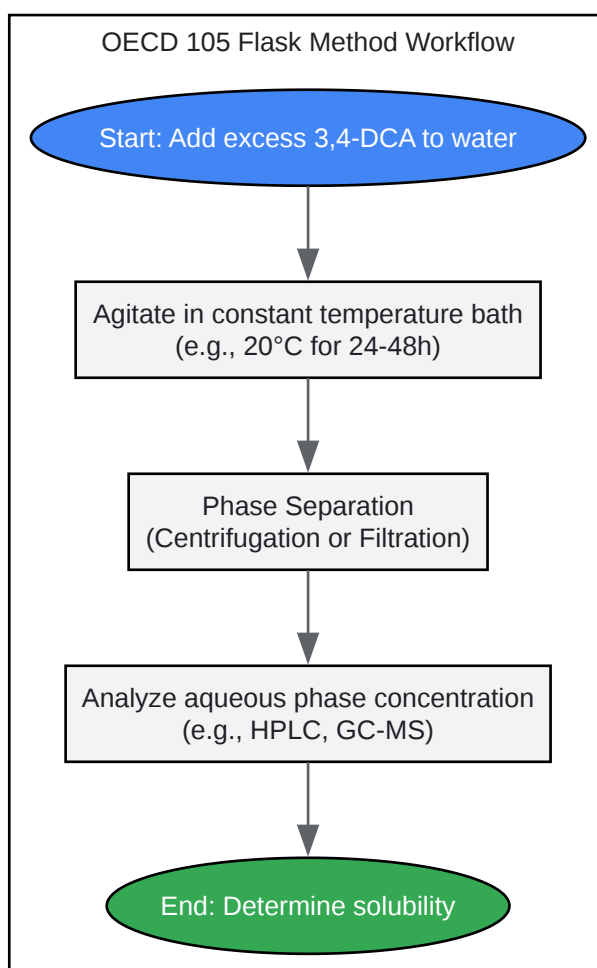 OECD 105 Flask Method Workflow
Start: Add excess 3,4-DCA to water
Agitate in constant temperature bath
(e.g., 20°C for 24-48h)
Phase Separation
(Centrifugation or Filtration)
Analyze aqueous phase concentration
(e.g., HPLC, GC-MS)
End: Determine solubility